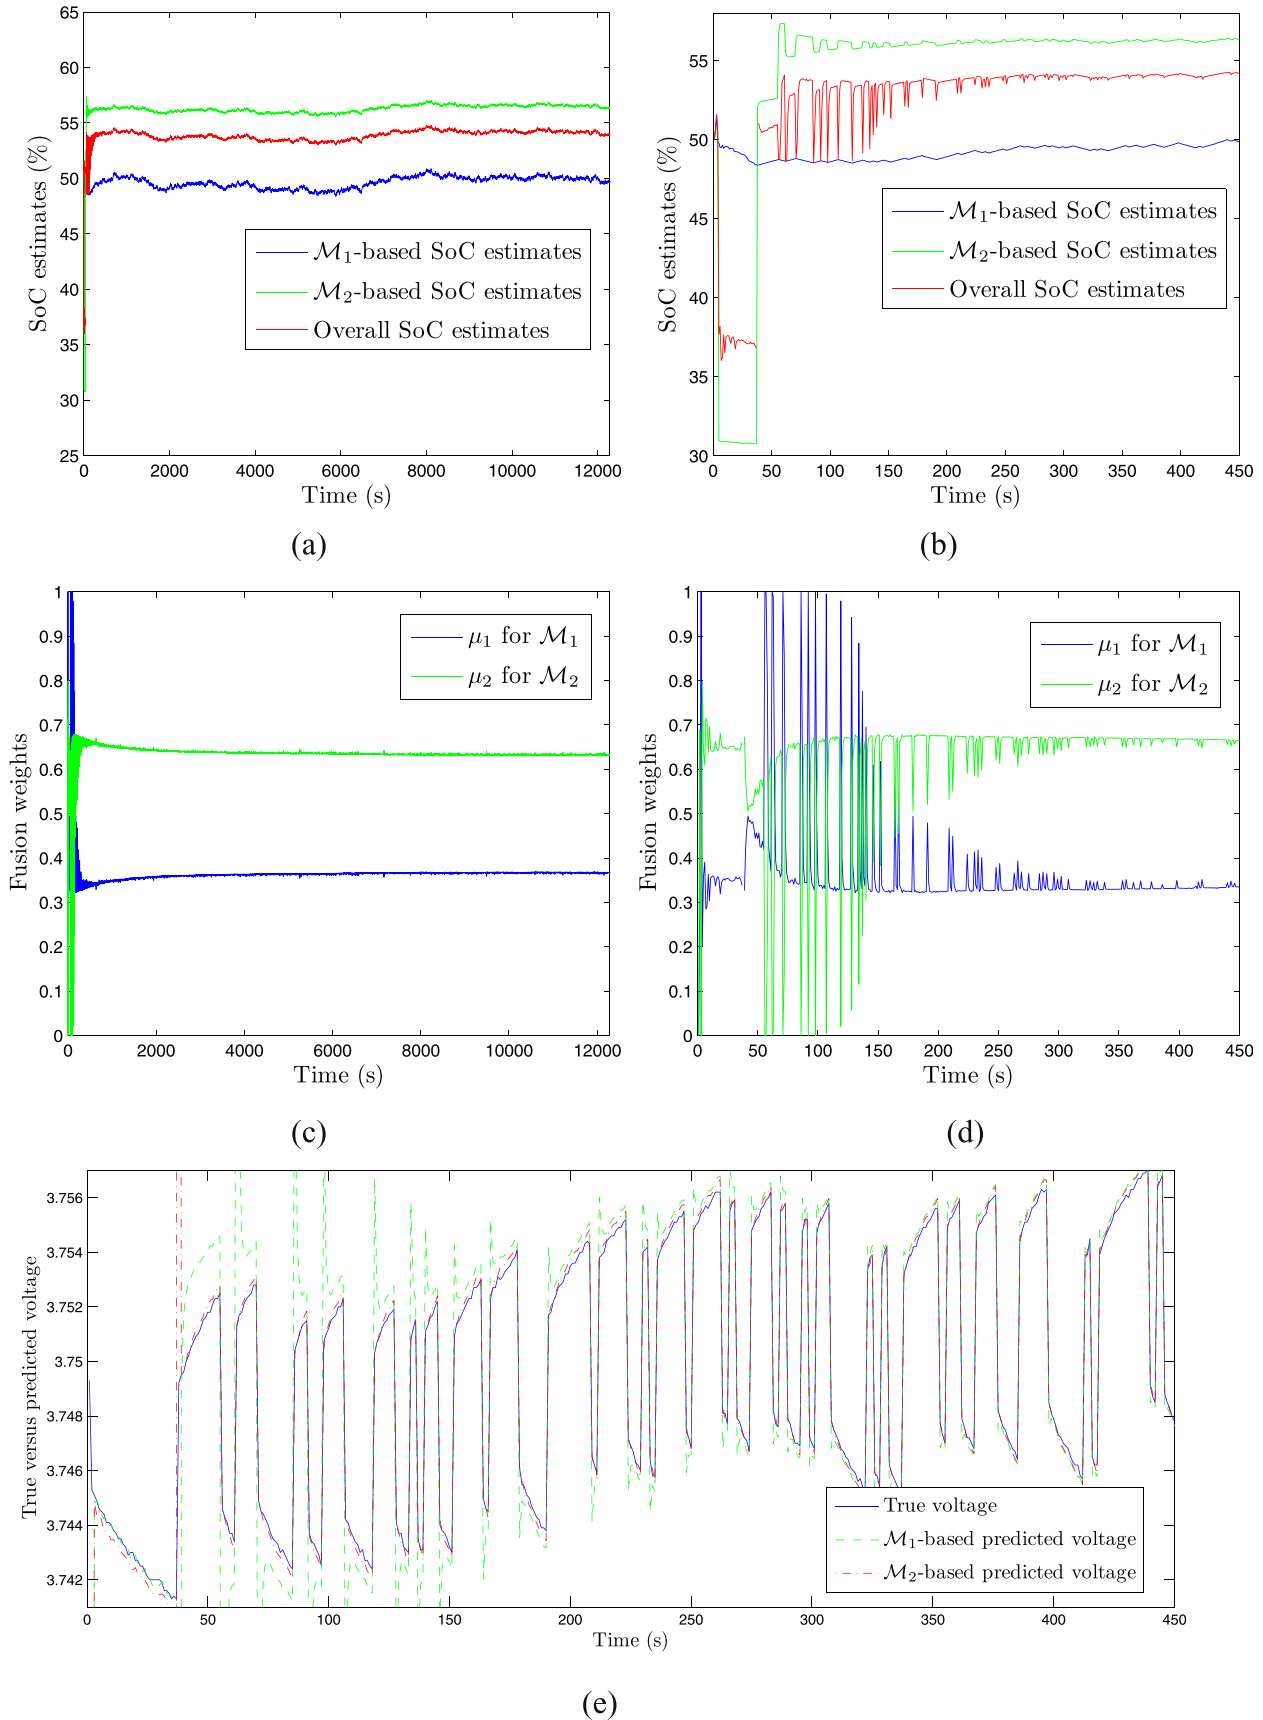 65
60
55
50
45
40
35
30
25
SoC estimates (%)
ℳ1-based SoC estimates
ℳ2-based SoC estimates
Overall SoC estimates
0 2000 4000 6000 8000 10000 12000
Time (s)
(a)
55
50
45
40
35
30
SoC estimates (%)
ℳ1-based SoC estimates
ℳ2-based SoC estimates
Overall SoC estimates
0 50 100 150 200 250 300 350 400 450
Time (s)
(b)
1
0.9
0.8
0.7
0.6
0.5
0.4
0.3
0.2
0.1
0
Fusion weights
μ1 for ℳ1
μ2 for ℳ2
0 2000 4000 6000 8000 10000 12000
Time (s)
(c)
1
0.9
0.8
0.7
0.6
0.5
0.4
0.3
0.2
0.1
0
Fusion weights
μ1 for ℳ1
μ2 for ℳ2
0 50 100 150 200 250 300 350 400 450
Time (s)
(d)
3.756
3.754
3.752
3.75
3.748
3.746
3.744
3.742
True versus predicted voltage
True voltage
ℳ1-based predicted voltage
ℳ2-based predicted voltage
0 50 100 150 200 250 300 350 400 450
Time (s)
(e)